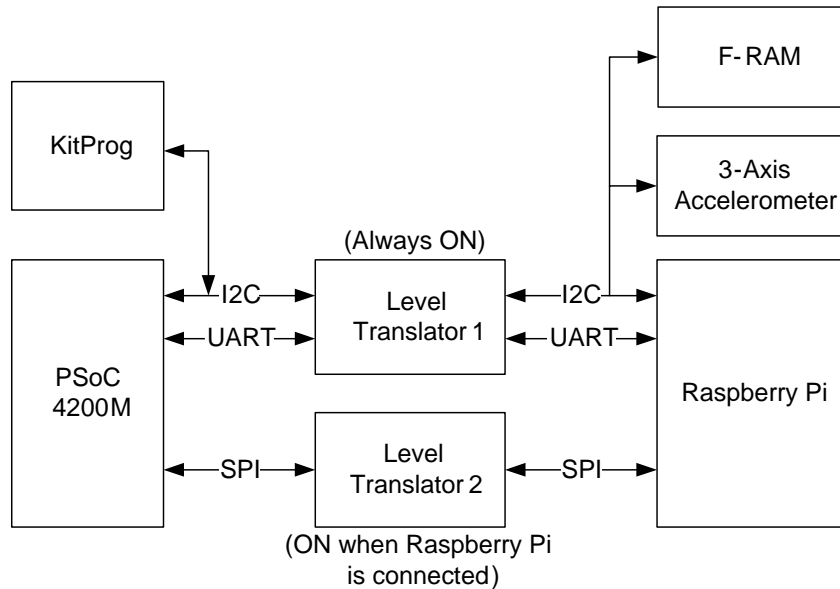 F-RAM
KitProg
3-Axis
Accelerometer
(Always ON)
I2C
Level
Translator 1
I2C
UART
UART
PSoC
4200M
Raspberry Pi
SPI
Level
Translator 2
SPI
(ON when Raspberry Pi
is connected)